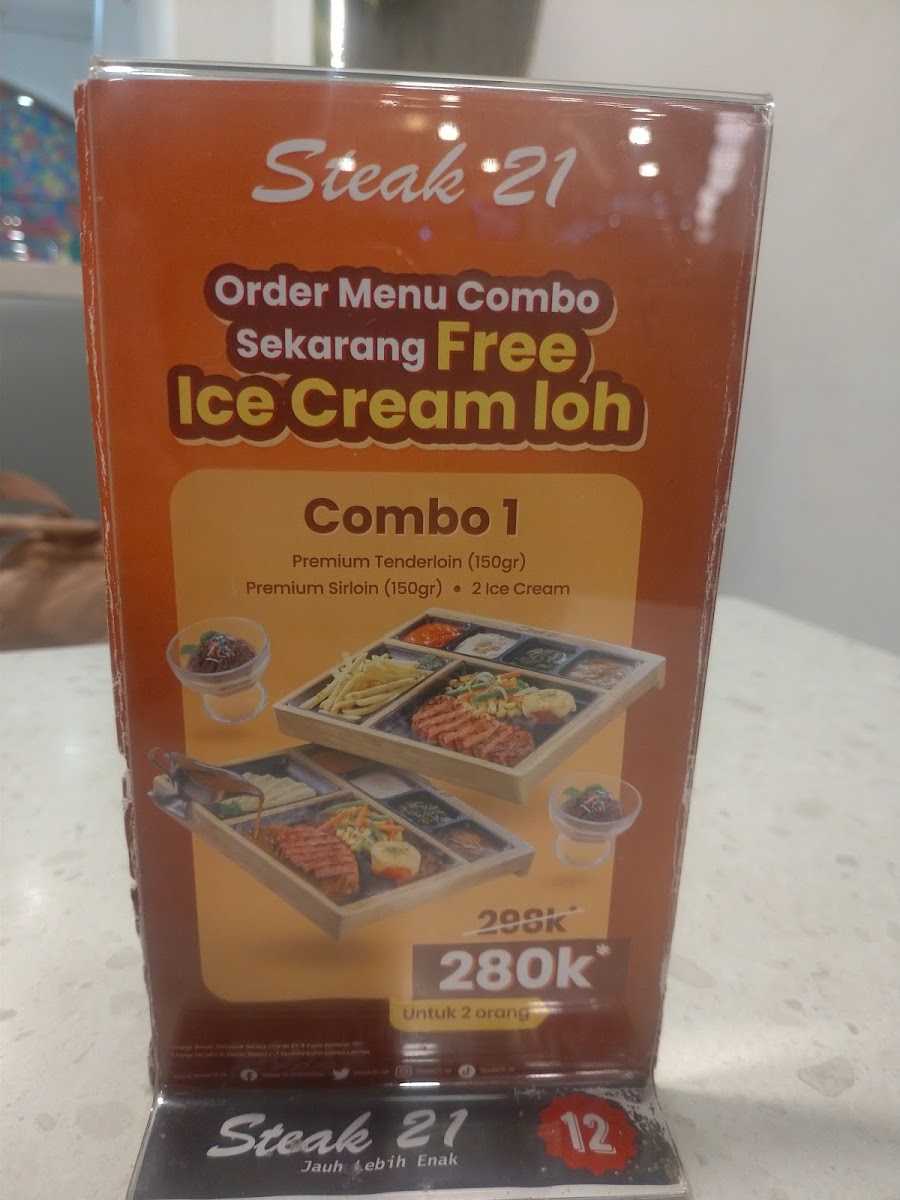 Steak 21
Order Menu Combo
Sekarang Free
Ice Cream loh
Combo 1
Premium Tenderloin (150gr)
Premium Sirloin (150gr) • 2 Ice Cream
298k*
280k*
Untuk 2 orang
Steak 21
Jauh Lebih Enak
12